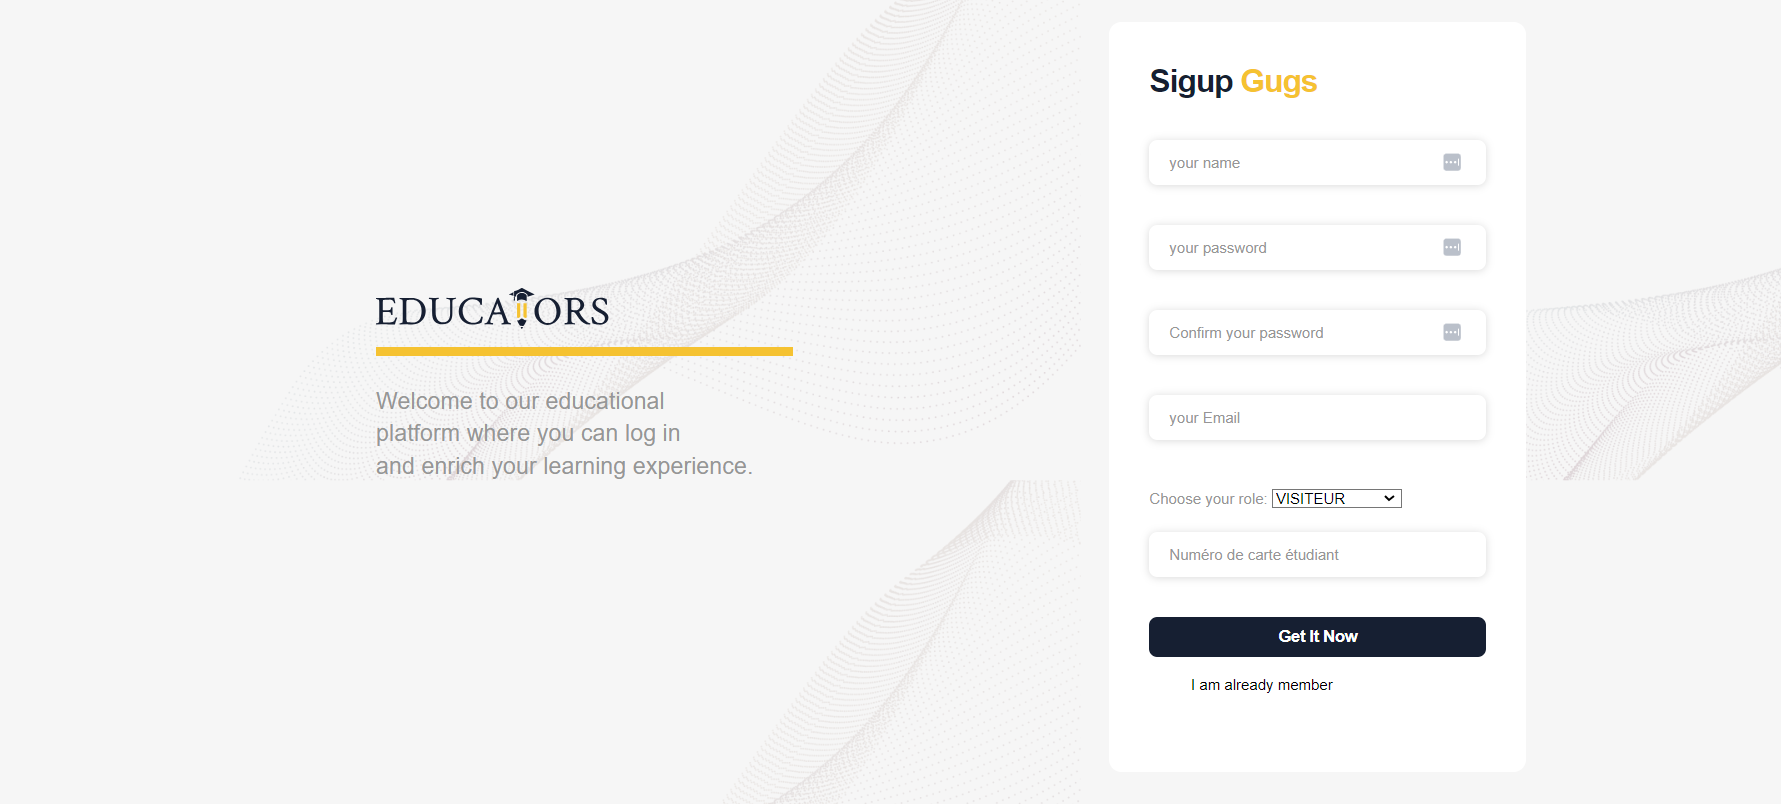 EDUCATORS
Welcome to our educational
platform where you can log in
and enrich your learning experience.
Sigup Gugs
your name
your password
Confirm your password
your Email
Choose your role: VISITEUR
Numéro de carte étudiant
Get It Now
I am already member